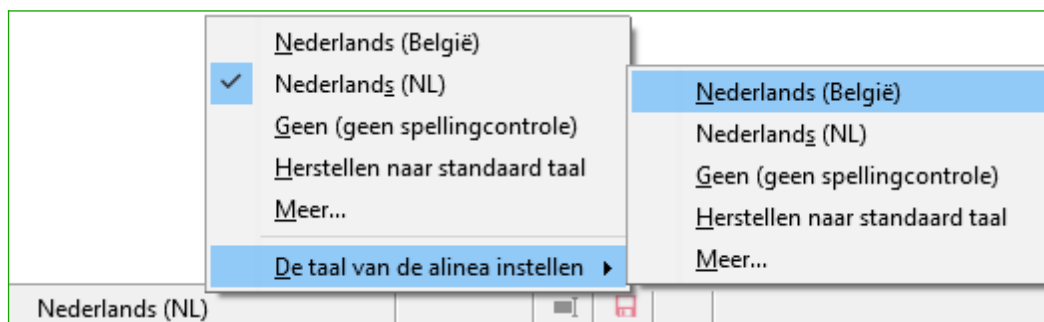 Nederlands (België)
Nederlands (NL)
Geen (geen spellingcontrole)
Herstellen naar standaard taal
Meer...
De taal van de alinea instellen
Nederlands (België)
Nederlands (NL)
Geen (geen spellingcontrole)
Herstellen naar standaard taal
Meer...
Nederlands (NL)